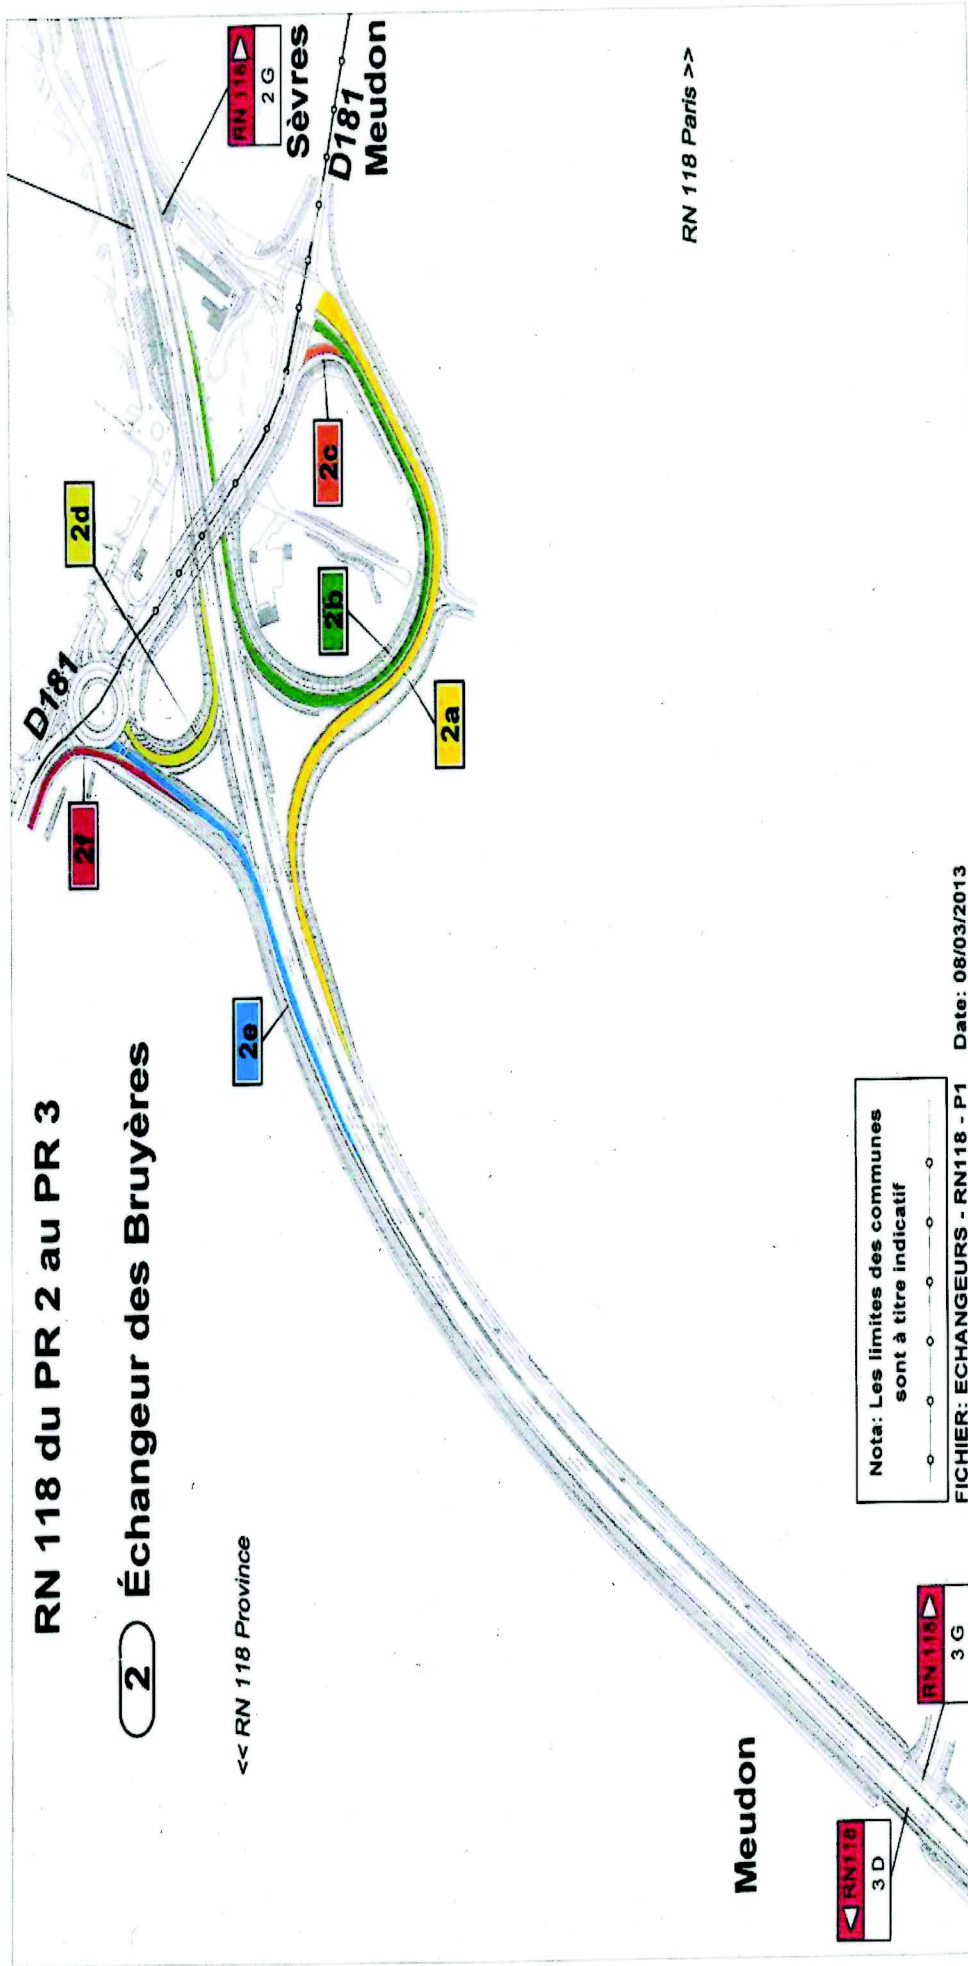 RN 118 du PR 2 au PR 3
2 Échangeur des Bruyères
<< RN 118 Province
D181
2f
2d
2e
2b
2c
2a
RN 118
2 G
Sèvres
D181
Meudon
RN 118 Paris >>
Meudon
RN118
3 D
RN 118
3 G
Nota: Les limites des communes
sont à titre indicatif
FICHIER: ECHANGEURS - RN118 - P1 Date: 08/03/2013